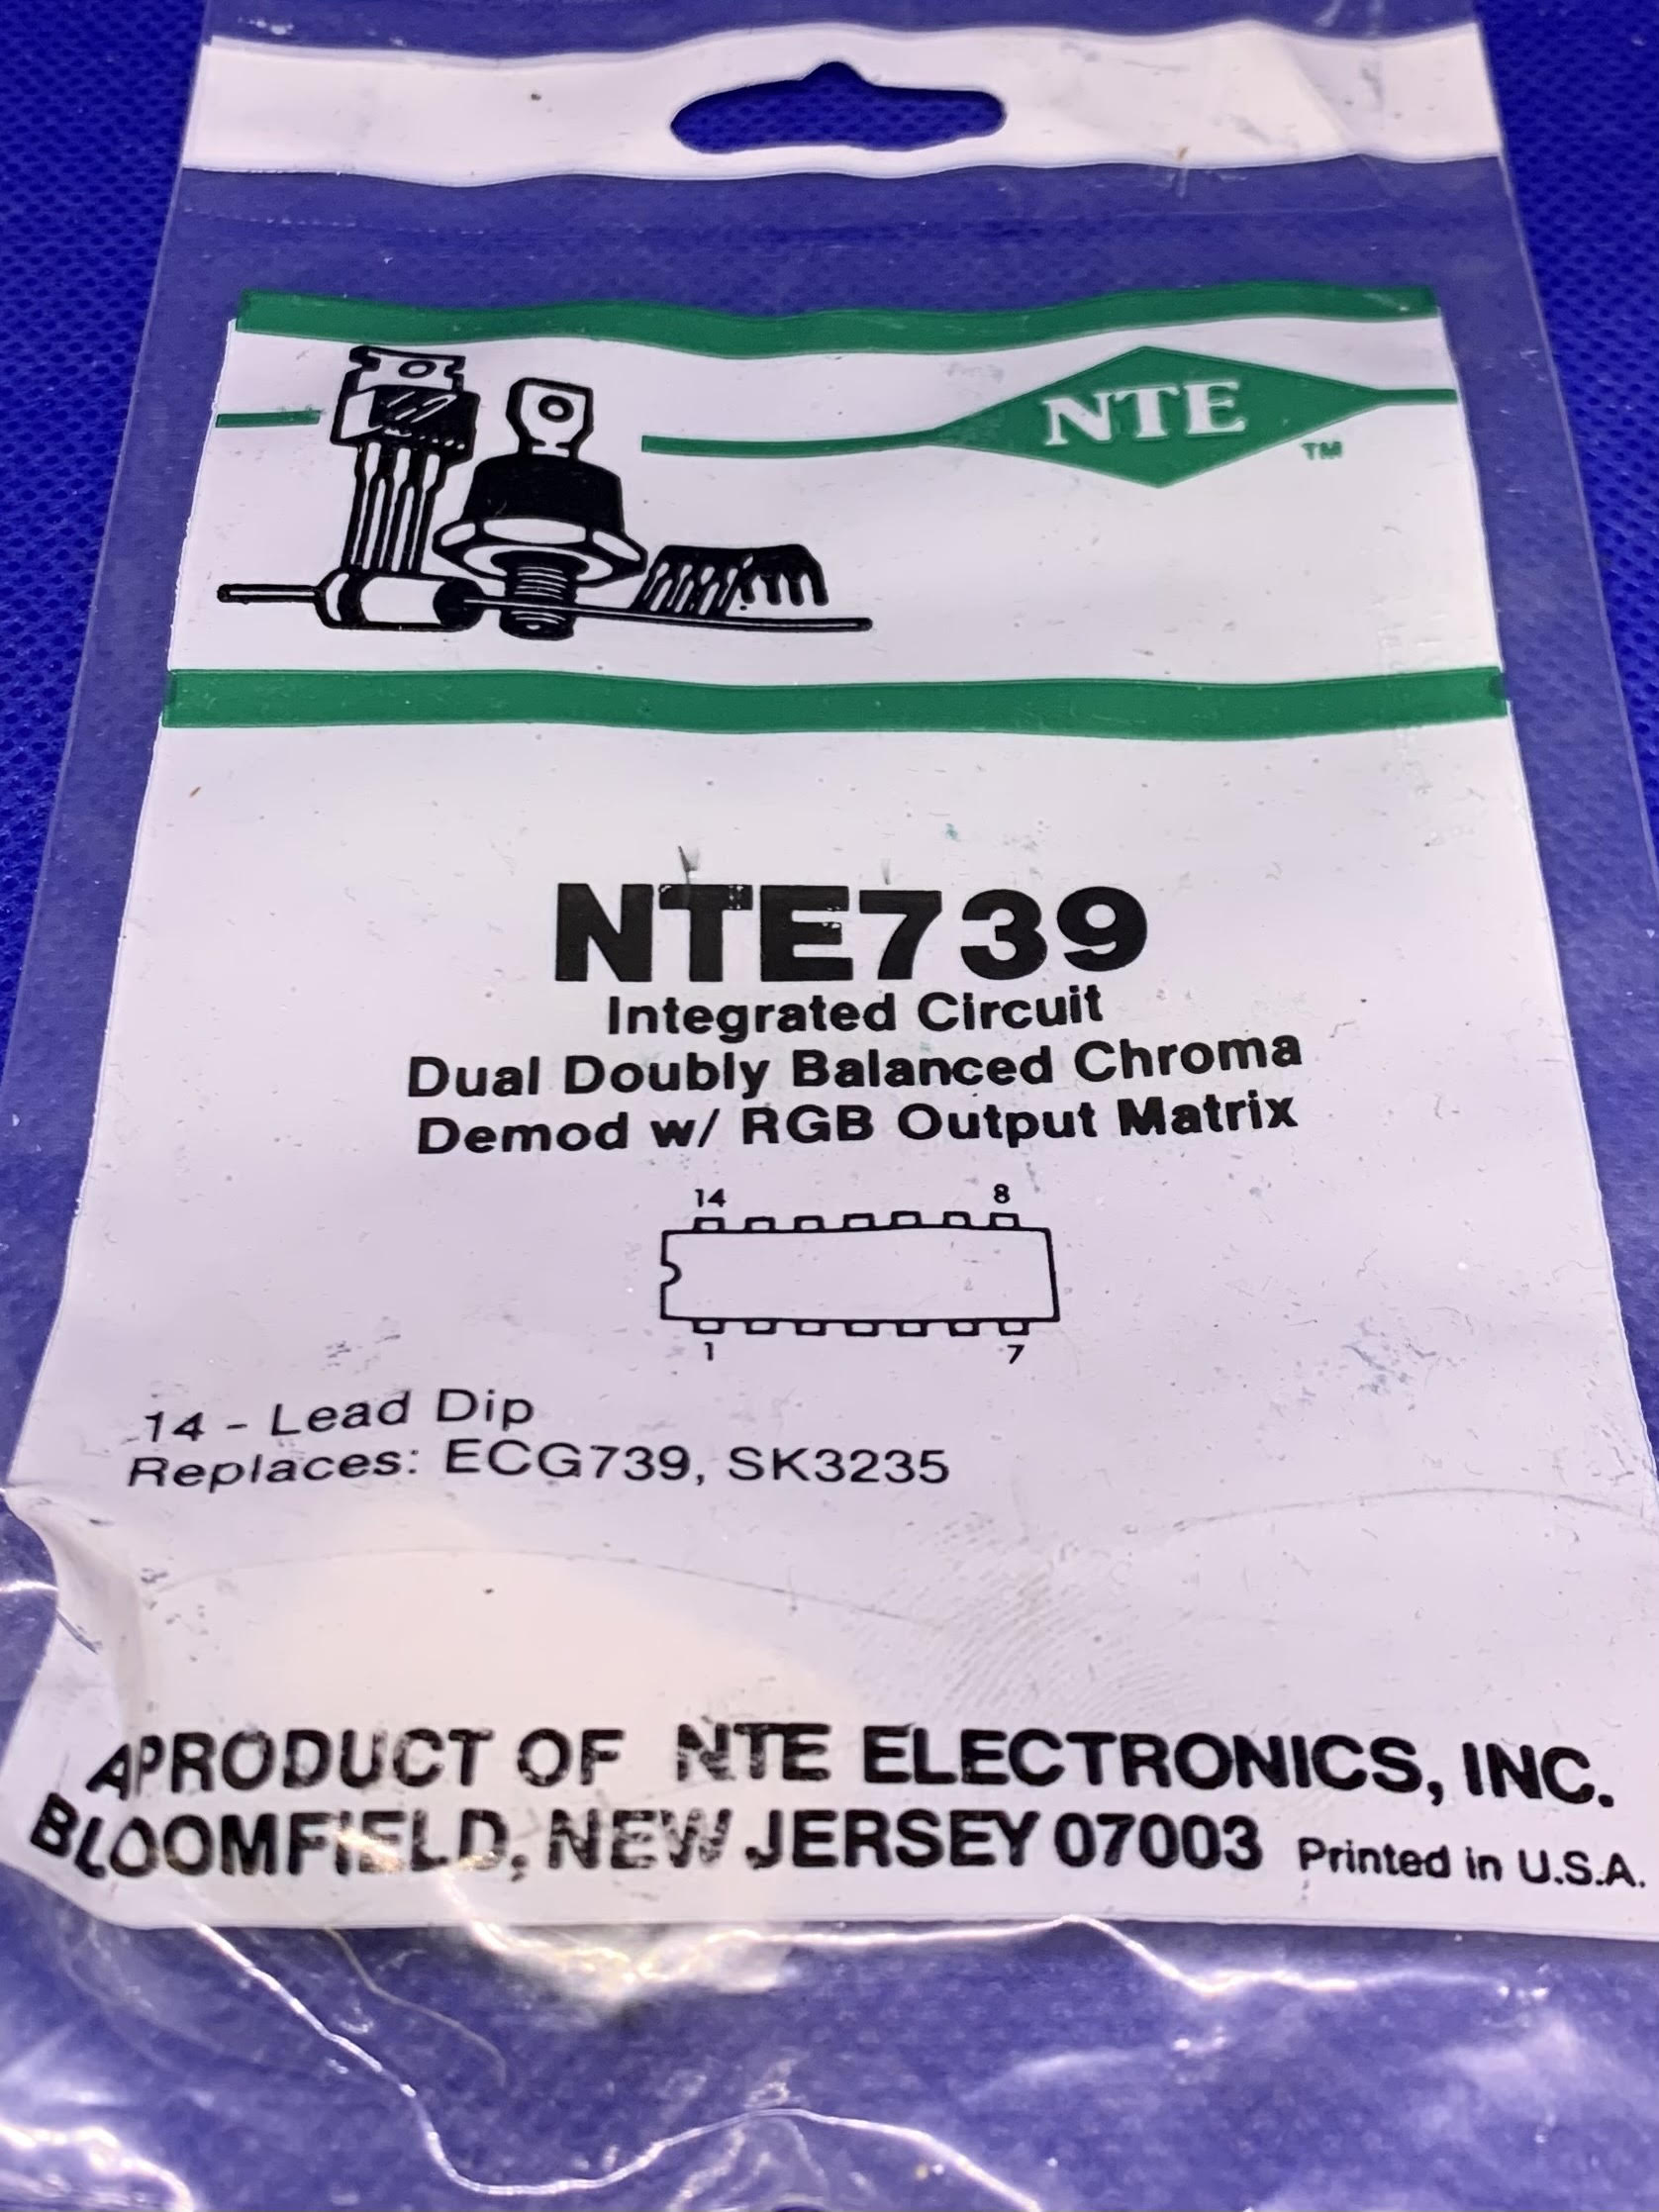 NTE
TM
NTE739
Integrated Circuit
Dual Doubly Balanced Chroma
Demod w/ RGB Output Matrix
14 8
1 7
14 - Lead Dip
Replaces: ECG739, SK3235
A PRODUCT OF NTE ELECTRONICS, INC.
BLOOMFIELD, NEW JERSEY 07003 Printed in U.S.A.